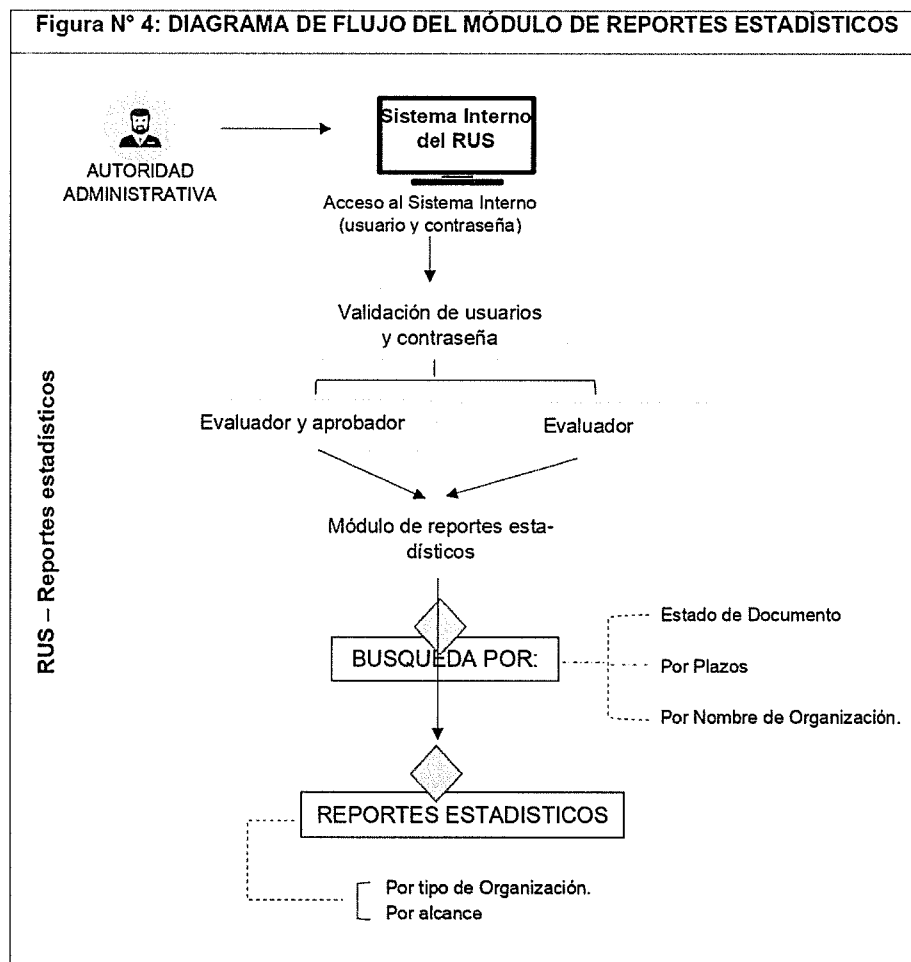 Figura N° 4: DIAGRAMA DE FLUJO DEL MÓDULO DE REPORTES ESTADÌSTICOS
Sistema Interno
del RUS
AUTORIDAD
ADMINISTRATIVA
Acceso al Sistema Interno
(usuario y contraseña)
Validación de usuarios
y contraseña
Evaluador y aprobador
Evaluador
Módulo de reportes esta-
dísticos
RUS – Reportes estadísticos
BUSQUEDA POR:
Estado de Documento
Por Plazos
Por Nombre de Organización.
REPORTES ESTADISTICOS
Por tipo de Organización.
Por alcance